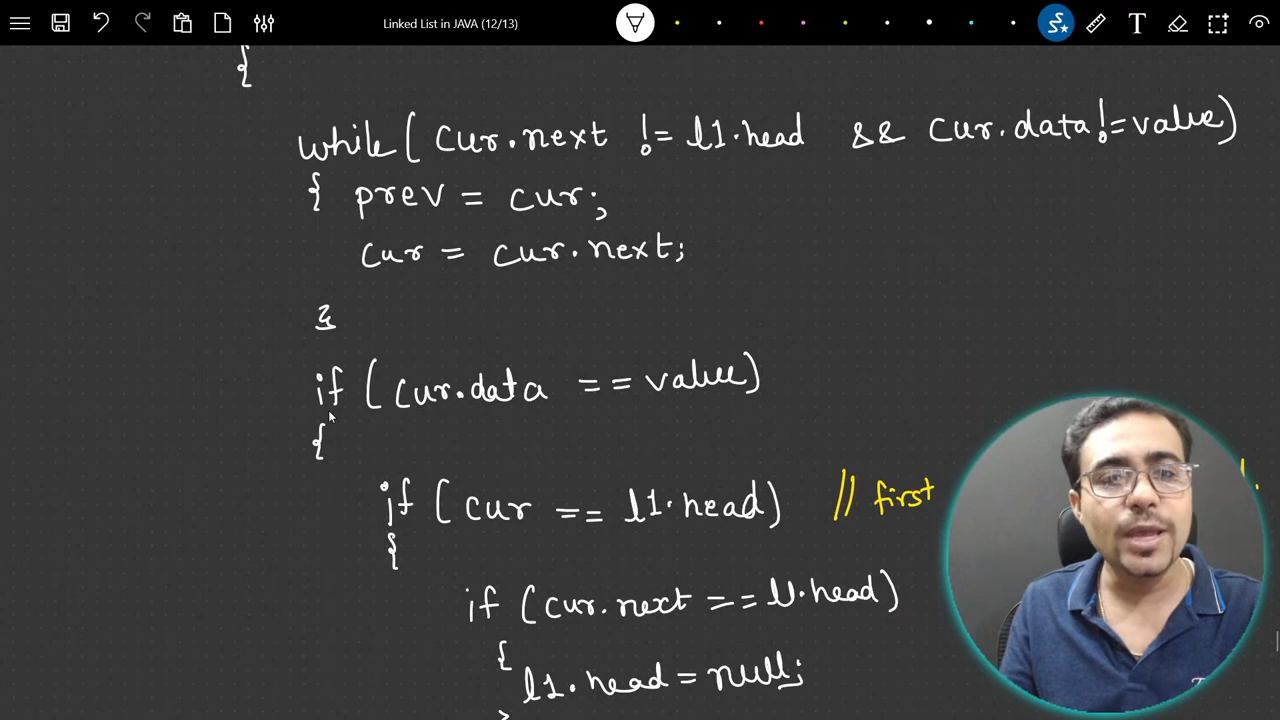 Linked List in JAVA (12/13)
{
while( cur.next != l1.head && cur.data != value)
{ prev = cur;
cur = cur.next;
}
if (cur.data == value)
{
if ( cur == l1.head) // first
{
if (cur.next == l1.head)
{
l1.head = null;